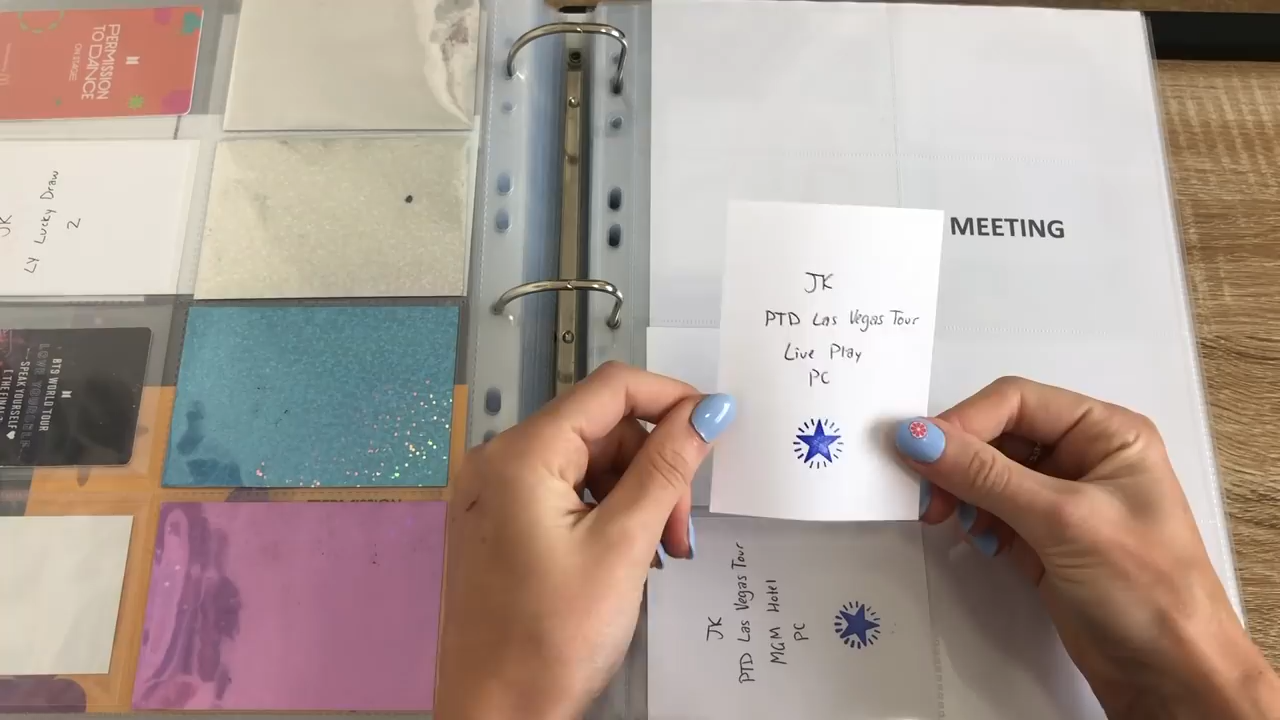 PERMISSION
TO DANCE
ON STAGE
JK
LY Lucky Draw
2
BTS WORLD TOUR
LOVE YOURSELF
SPEAK YOURSELF
[THE FINAL]
MEETING
JK
PTD Las Vegas Tour
Live Play
PC
JK
PTD Las Vegas Tour
MGM Hotel
PC